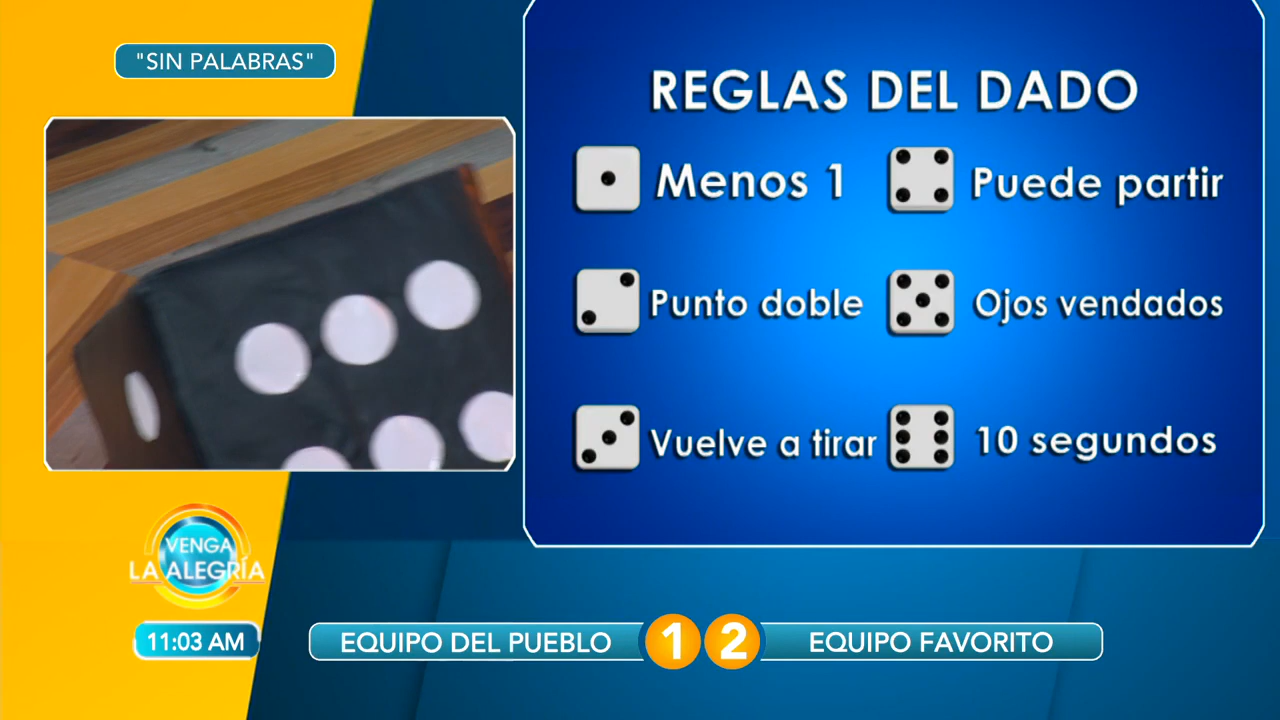 "SIN PALABRAS"
REGLAS DEL DADO
Menos 1
Puede partir
Punto doble
Ojos vendados
Vuelve a tirar
10 segundos
VENGA
LA ALEGRÍA
11:03 AM
EQUIPO DEL PUEBLO 1 2 EQUIPO FAVORITO